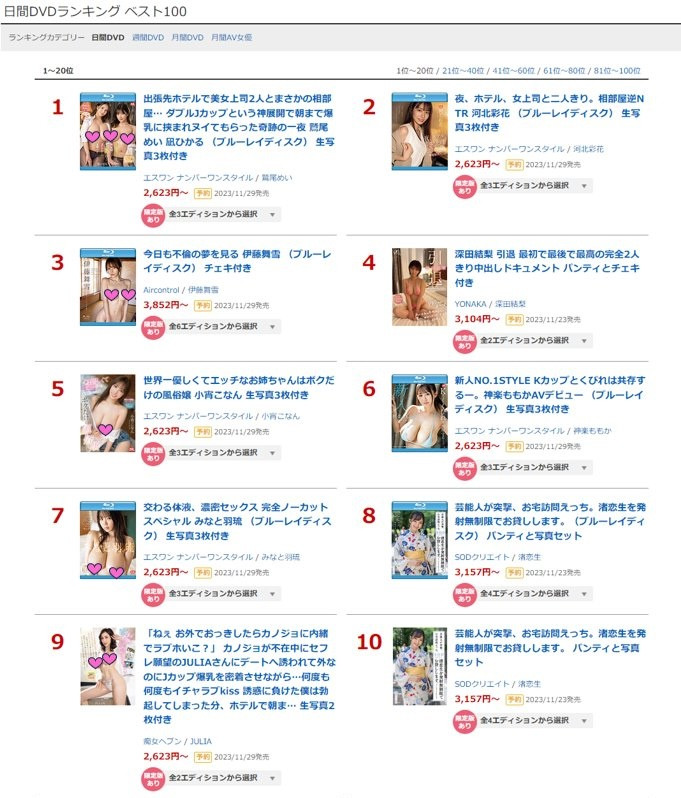 日間DVDランキング ベスト100
ランキングカテゴリー 日間DVD 週間DVD 月間DVD 月間AV女優
1〜20位
1位〜20位 / 21位〜40位 / 41位〜60位 / 61位〜80位 / 81位〜100位
1
出張先ホテルで美女上司2人とまさかの相部
屋… ダブルJカップという神展開で朝まで爆
乳に挟まれヌイてもらった奇跡の一夜 鷲尾
めい 凪ひかる （ブルーレイディスク） 生写
真3枚付き
エスワン ナンバーワンスタイル / 鷲尾めい
2,623円〜 予約 2023/11/29発売
限定版
あり
全3エディションから選択
2
夜、ホテル、女上司と二人きり。相部屋逆N
TR 河北彩花 （ブルーレイディスク） 生写
真3枚付き
エスワン ナンバーワンスタイル / 河北彩花
2,623円〜 予約 2023/11/29発売
限定版
あり
全3エディションから選択
3
今日も不倫の夢を見る 伊藤舞雪 （ブルーレ
イディスク） チェキ付き
Aircontrol / 伊藤舞雪
3,852円〜 予約 2023/11/29発売
限定版
あり
全6エディションから選択
4
深田結梨 引退 最初で最後で最高の完全2人
きり中出しドキュメント パンティとチェキ
付き
YONAKA / 深田結梨
3,104円〜 予約 2023/11/23発売
限定版
あり
全2エディションから選択
5
世界一優しくてエッチなお姉ちゃんはボクだ
けの風俗嬢 小宵こなん 生写真3枚付き
エスワン ナンバーワンスタイル / 小宵こなん
2,623円〜 予約 2023/11/29発売
限定版
あり
全3エディションから選択
6
新人NO.1STYLE Kカップとくびれは共存す
るー。神楽ももかAVデビュー （ブルーレイ
ディスク） 生写真3枚付き
エスワン ナンバーワンスタイル / 神楽ももか
2,623円〜 予約 2023/11/29発売
限定版
あり
全3エディションから選択
7
交わる体液、濃密セックス 完全ノーカット
スペシャル みなと羽琉 （ブルーレイディス
ク） 生写真3枚付き
エスワン ナンバーワンスタイル / みなと羽琉
2,623円〜 予約 2023/11/29発売
限定版
あり
全3エディションから選択
8
芸能人が突撃、お宅訪問えっち。渚恋生を発
射無制限でお貸しします。（ブルーレイディ
スク） パンティと写真セット
SODクリエイト / 渚恋生
3,157円〜 予約 2023/11/23発売
限定版
あり
全4エディションから選択
9
「ねぇ お外でおっきしたらカノジョに内緒
でラブホいこ？」 カノジョが不在中にセフ
レ願望のJULIAさんにデートへ誘われて外な
のにJカップ爆乳を密着させながら…何度も
何度もイチャラブkiss 誘惑に負けた僕は勃
起してしまった分、ホテルで朝ま… 生写真2
枚付き
痴女ヘブン / JULIA
2,623円〜 予約 2023/11/29発売
限定版
あり
全2エディションから選択
10
芸能人が突撃、お宅訪問えっち。渚恋生を発
射無制限でお貸しします。 パンティと写真
セット
SODクリエイト / 渚恋生
3,157円〜 予約 2023/11/23発売
限定版
あり
全4エディションから選択